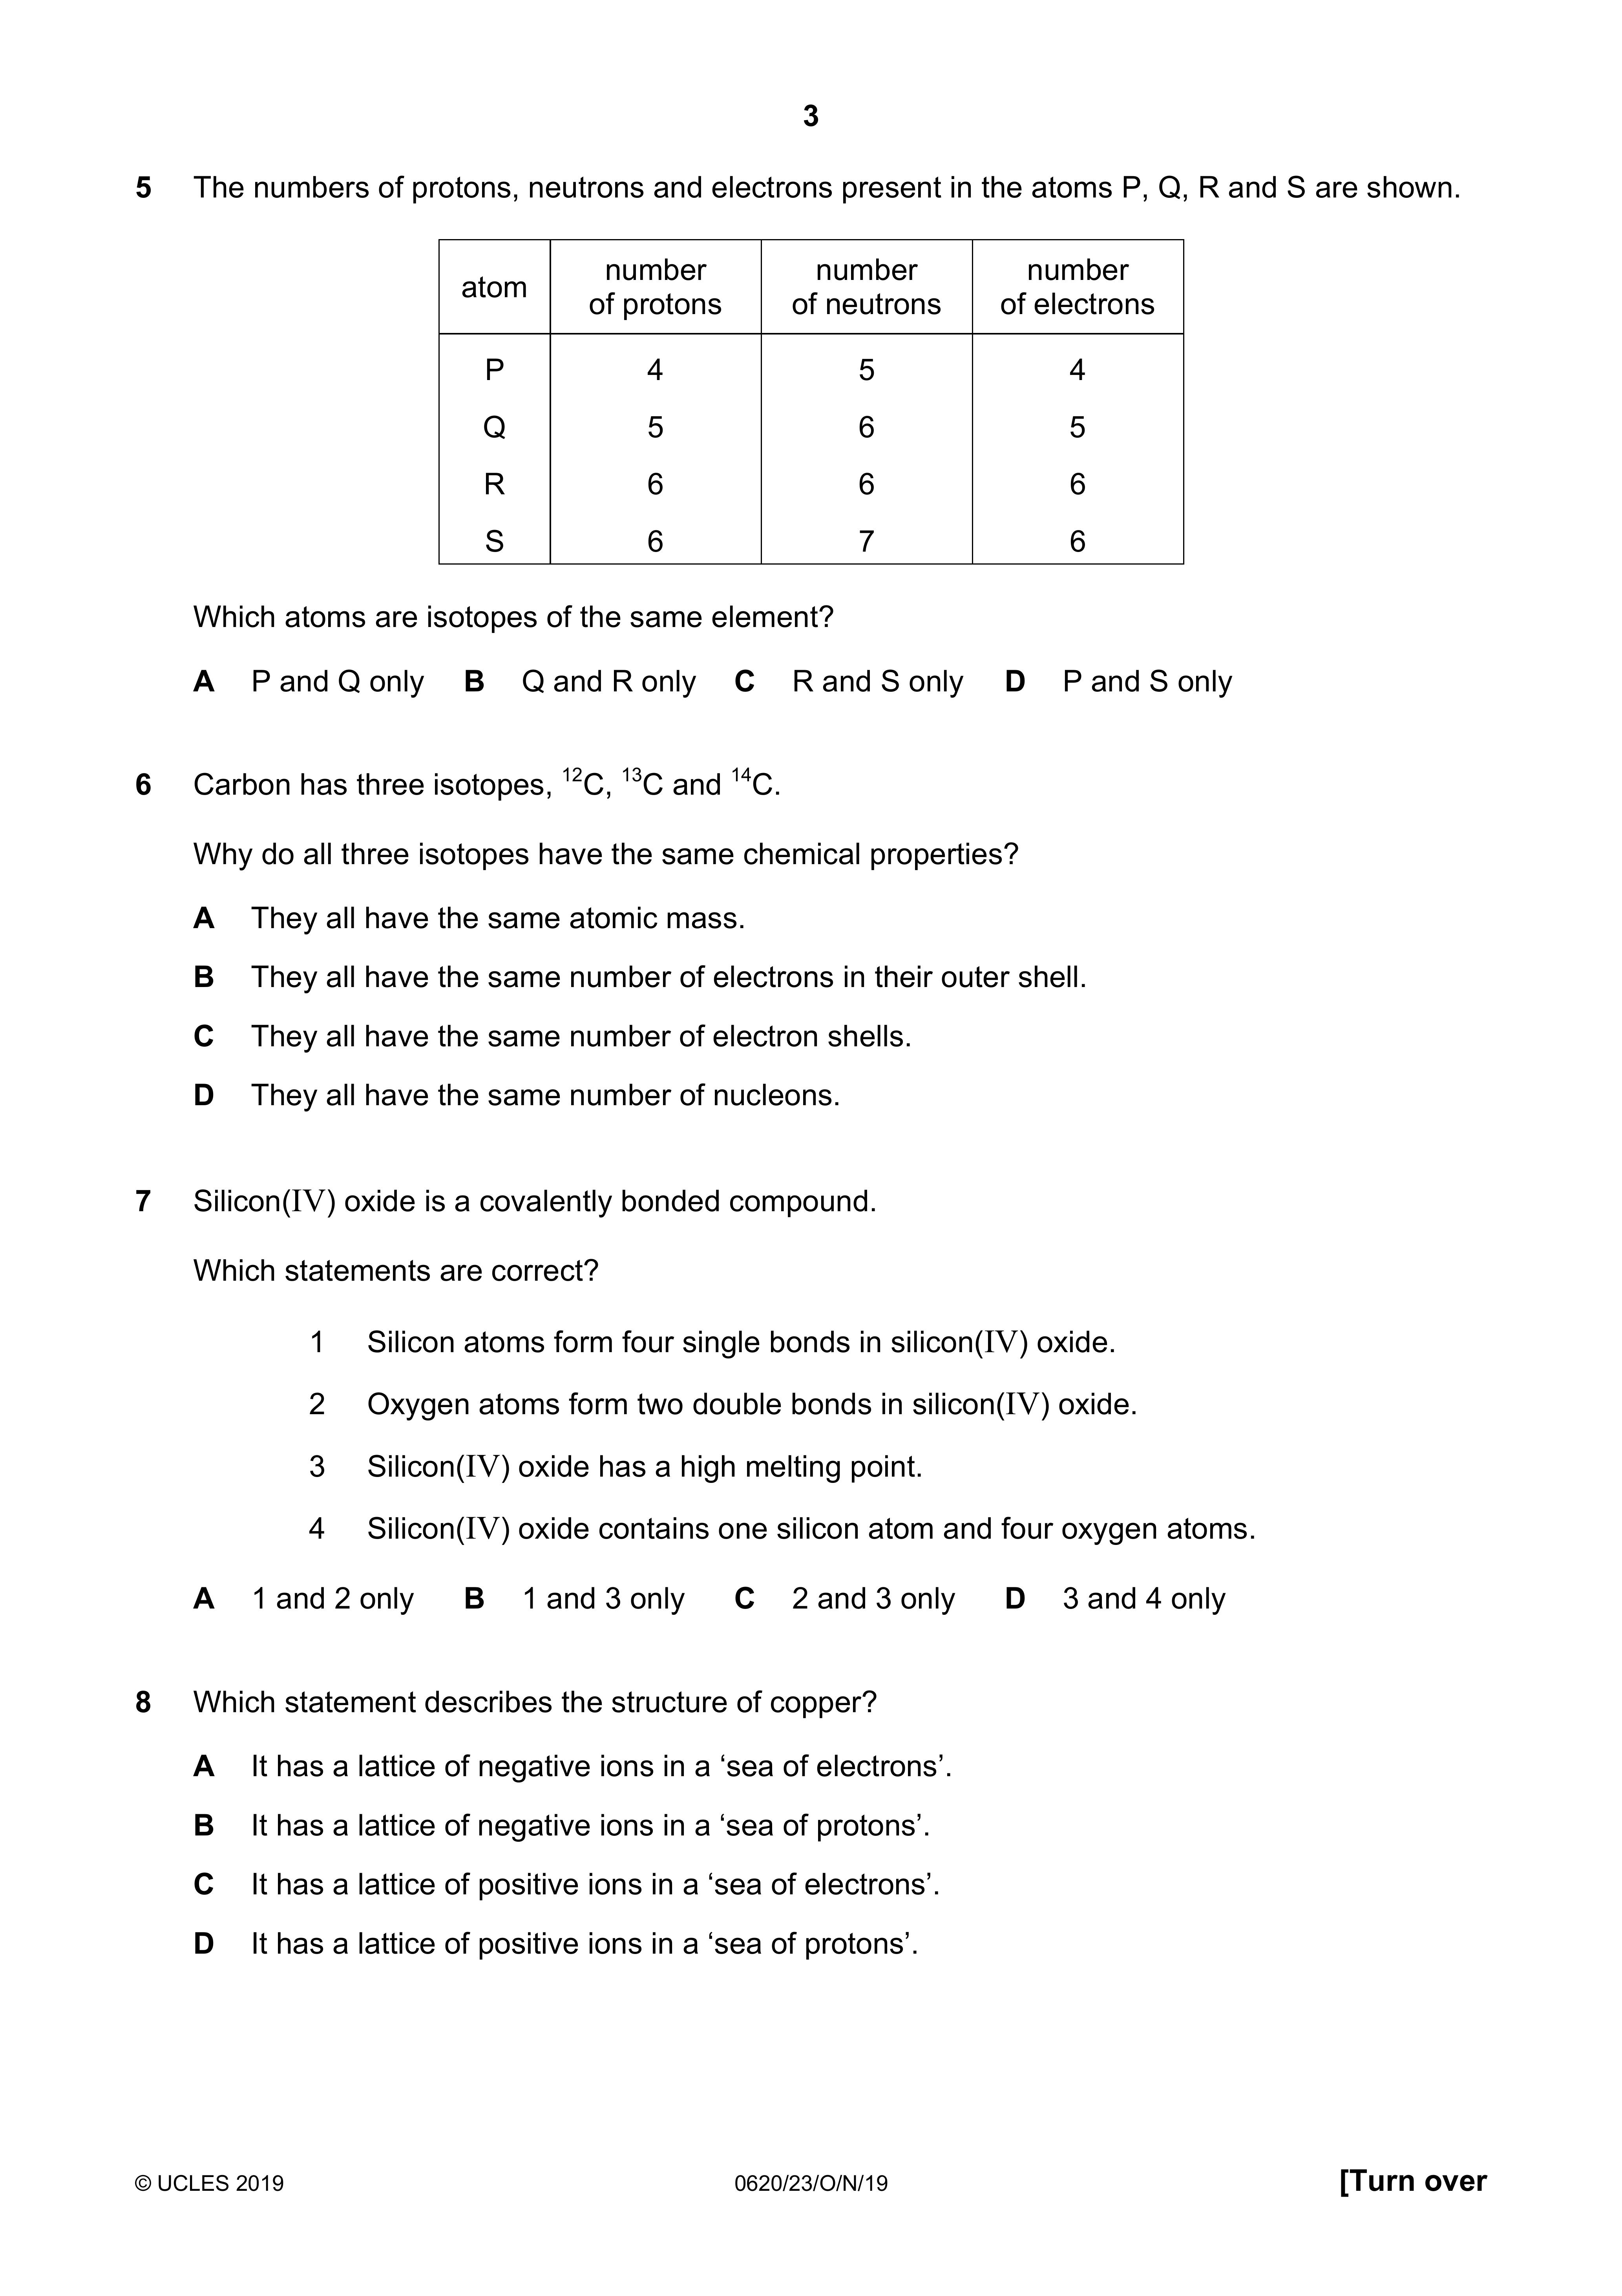 3
5 The numbers of protons, neutrons and electrons present in the atoms P, Q, R and S are shown.
atom number of protons number of neutrons number of electrons
P 4 5 4
Q 5 6 5
R 6 6 6
S 6 7 6
Which atoms are isotopes of the same element?
A P and Q only B Q and R only C R and S only D P and S only
6 Carbon has three isotopes, ¹²C, ¹³C and ¹⁴C.
Why do all three isotopes have the same chemical properties?
A They all have the same atomic mass.
B They all have the same number of electrons in their outer shell.
C They all have the same number of electron shells.
D They all have the same number of nucleons.
7 Silicon(IV) oxide is a covalently bonded compound.
Which statements are correct?
1 Silicon atoms form four single bonds in silicon(IV) oxide.
2 Oxygen atoms form two double bonds in silicon(IV) oxide.
3 Silicon(IV) oxide has a high melting point.
4 Silicon(IV) oxide contains one silicon atom and four oxygen atoms.
A 1 and 2 only B 1 and 3 only C 2 and 3 only D 3 and 4 only
8 Which statement describes the structure of copper?
A It has a lattice of negative ions in a ‘sea of electrons’.
B It has a lattice of negative ions in a ‘sea of protons’.
C It has a lattice of positive ions in a ‘sea of electrons’.
D It has a lattice of positive ions in a ‘sea of protons’.
© UCLES 2019 0620/23/O/N/19 [Turn over